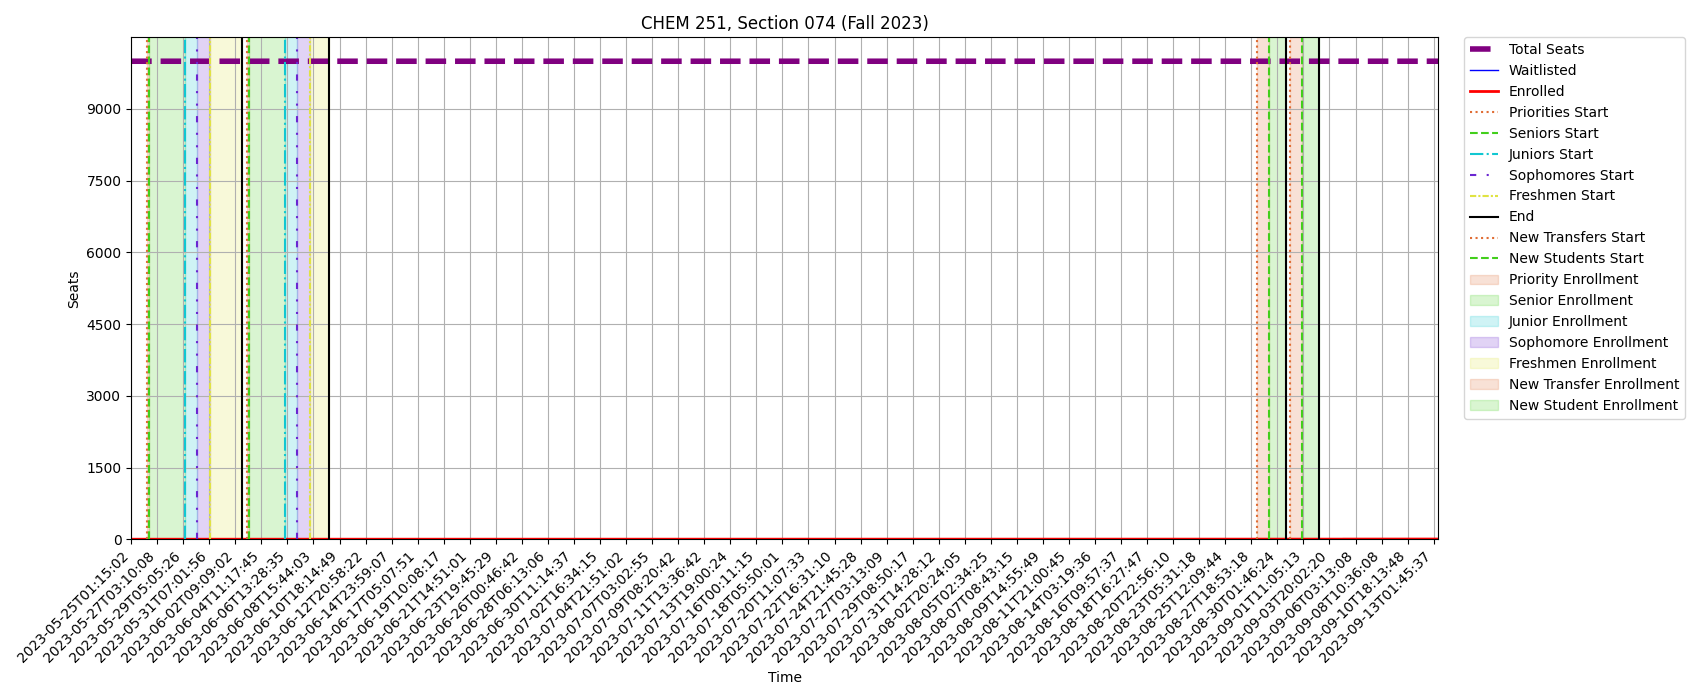 CHEM 251, Section 074 (Fall 2023)
Seats
9000
7500
6000
4500
3000
1500
0
2023-05-25T01:15:02
2023-05-27T03:10:08
2023-05-29T05:05:26
2023-05-31T07:01:56
2023-06-02T09:09:02
2023-06-04T11:17:45
2023-06-06T13:28:35
2023-06-08T15:44:03
2023-06-10T18:14:49
2023-06-12T20:58:22
2023-06-14T23:59:07
2023-06-17T05:07:51
2023-06-19T10:08:17
2023-06-21T14:51:01
2023-06-23T19:45:29
2023-06-26T00:46:42
2023-06-28T06:13:06
2023-06-30T11:14:37
2023-07-02T16:34:15
2023-07-04T21:51:02
2023-07-07T03:02:55
2023-07-09T08:20:42
2023-07-11T13:36:42
2023-07-13T19:00:24
2023-07-16T00:11:15
2023-07-18T05:50:01
2023-07-20T11:07:33
2023-07-22T16:31:10
2023-07-24T21:45:28
2023-07-27T03:13:09
2023-07-29T08:50:17
2023-07-31T14:28:12
2023-08-02T20:24:05
2023-08-05T02:34:25
2023-08-07T08:43:15
2023-08-09T14:55:49
2023-08-11T21:00:45
2023-08-14T03:19:36
2023-08-16T09:57:37
2023-08-18T16:27:47
2023-08-20T22:56:10
2023-08-23T05:31:18
2023-08-25T12:09:44
2023-08-27T18:53:18
2023-08-30T01:46:24
2023-09-01T11:05:13
2023-09-03T20:02:20
2023-09-06T03:13:08
2023-09-08T10:36:08
2023-09-10T18:13:48
2023-09-13T01:45:37
Time
Total Seats
Waitlisted
Enrolled
Priorities Start
Seniors Start
Juniors Start
Sophomores Start
Freshmen Start
End
New Transfers Start
New Students Start
Priority Enrollment
Senior Enrollment
Junior Enrollment
Sophomore Enrollment
Freshmen Enrollment
New Transfer Enrollment
New Student Enrollment